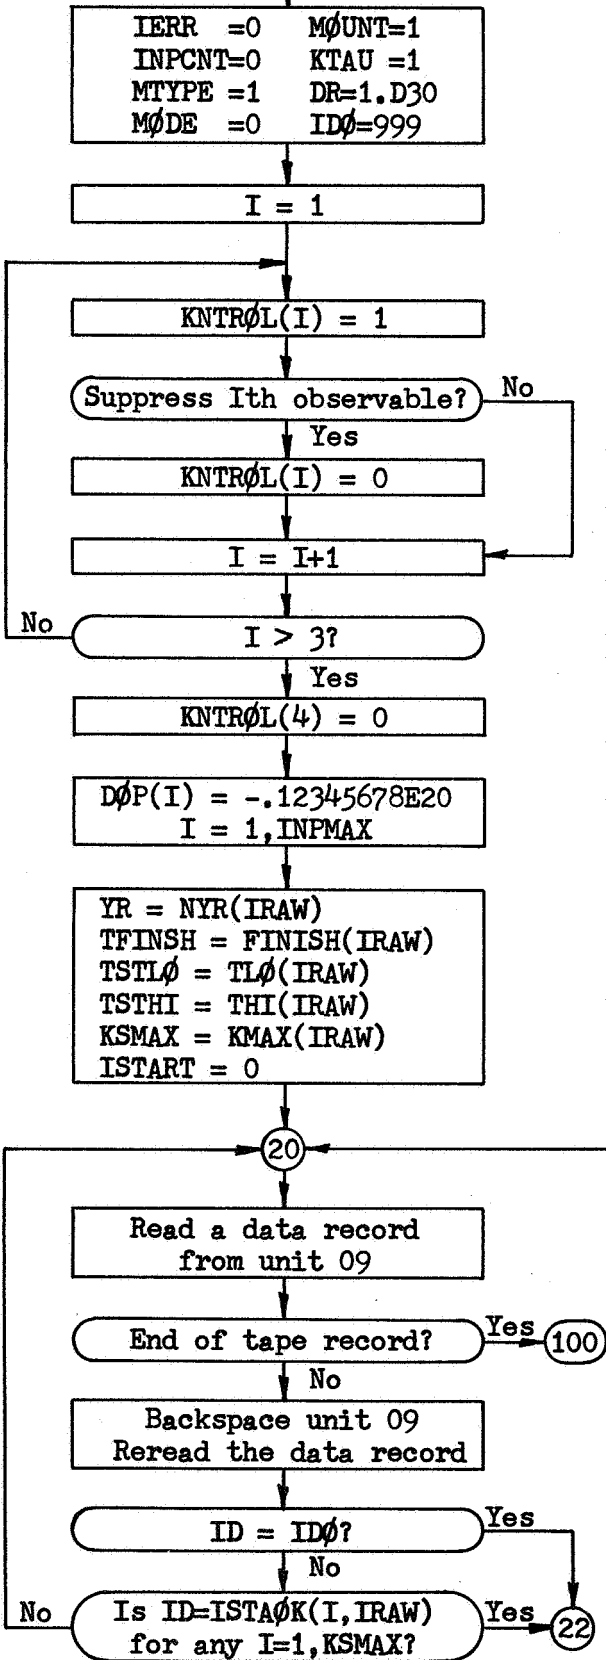 IERR =0 MØUNT=1
INPCNT=0 KTAU =1
MTYPE =1 DR=1.D30
MØDE =0 IDØ=999
I = 1
KNTRØL(I) = 1
Suppress Ith observable?
No
Yes
KNTRØL(I) = 0
I = I+1
No
I > 3?
Yes
KNTRØL(4) = 0
DØP(I) = -.12345678E20
I = 1,INPMAX
YR = NYR(IRAW)
TFINSH = FINISH(IRAW)
TSTLØ = TLØ(IRAW)
TSTHI = THI(IRAW)
KSMAX = KMAX(IRAW)
ISTART = 0
20
Read a data record
from unit 09
End of tape record?
Yes
100
No
Backspace unit 09
Reread the data record
ID = IDØ?
Yes
No
No
Is ID=ISTAØK(I,IRAW)
for any I=1,KSMAX?
Yes
22